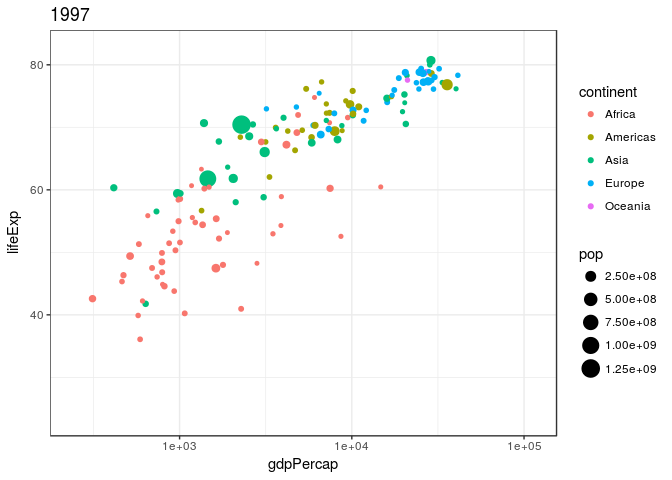 1997
lifeExp
80
60
40
1e+03
1e+04
1e+05
gdpPercap
continent
Africa
Americas
Asia
Europe
Oceania
pop
2.50e+08
5.00e+08
7.50e+08
1.00e+09
1.25e+09